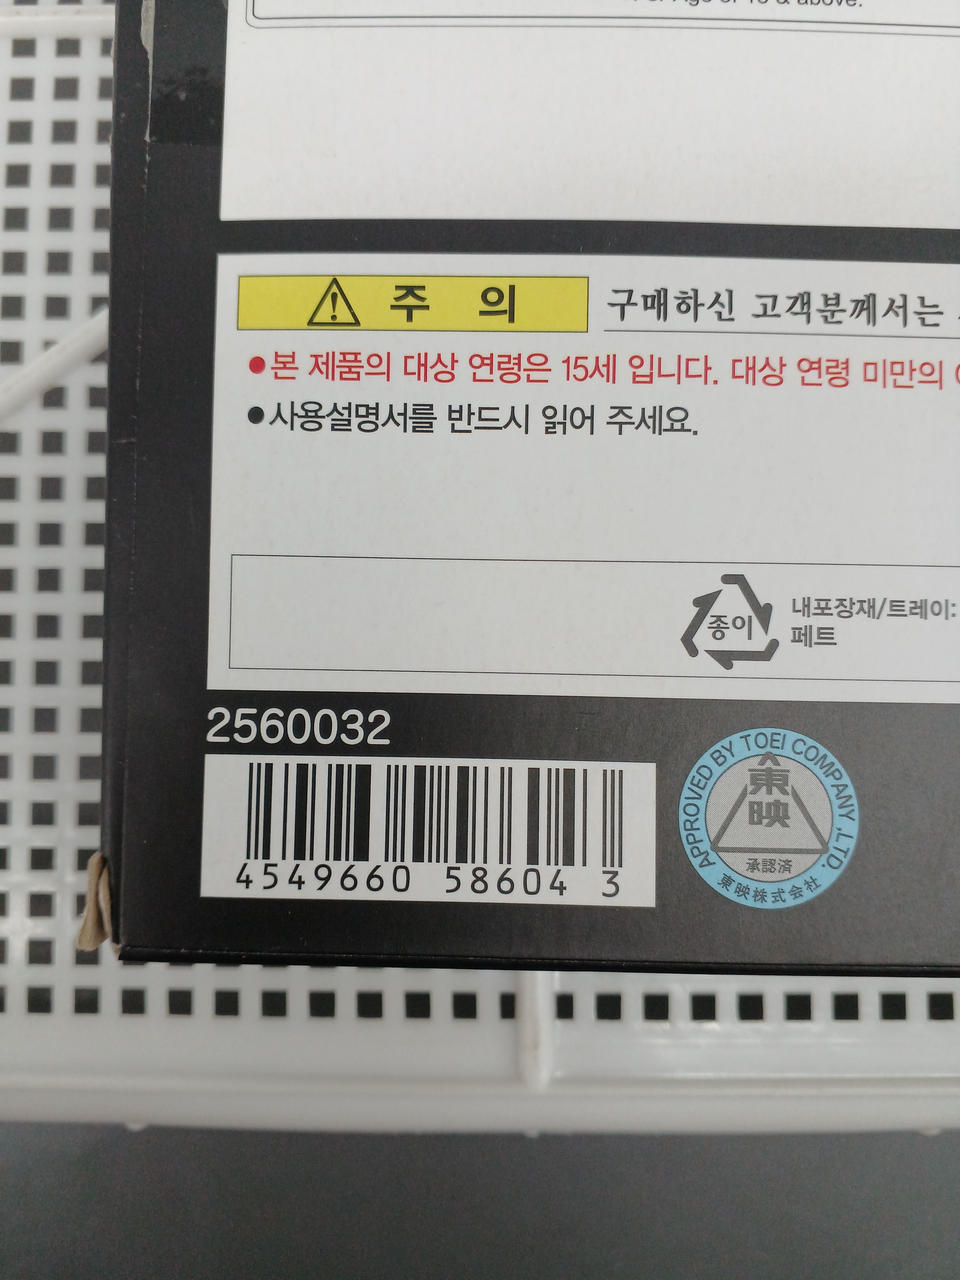 Age of 15 & above.
주 의
구매하신 고객분께서는
●본 제품의 대상 연령은 15세 입니다. 대상 연령 미만의
●사용설명서를 반드시 읽어 주세요.
종이
내포장재/트레이:
페트
2560032
4549660 58604 3
APPROVED BY TOEI COMPANY ,LTD.
東映
承認済
東映株式会社